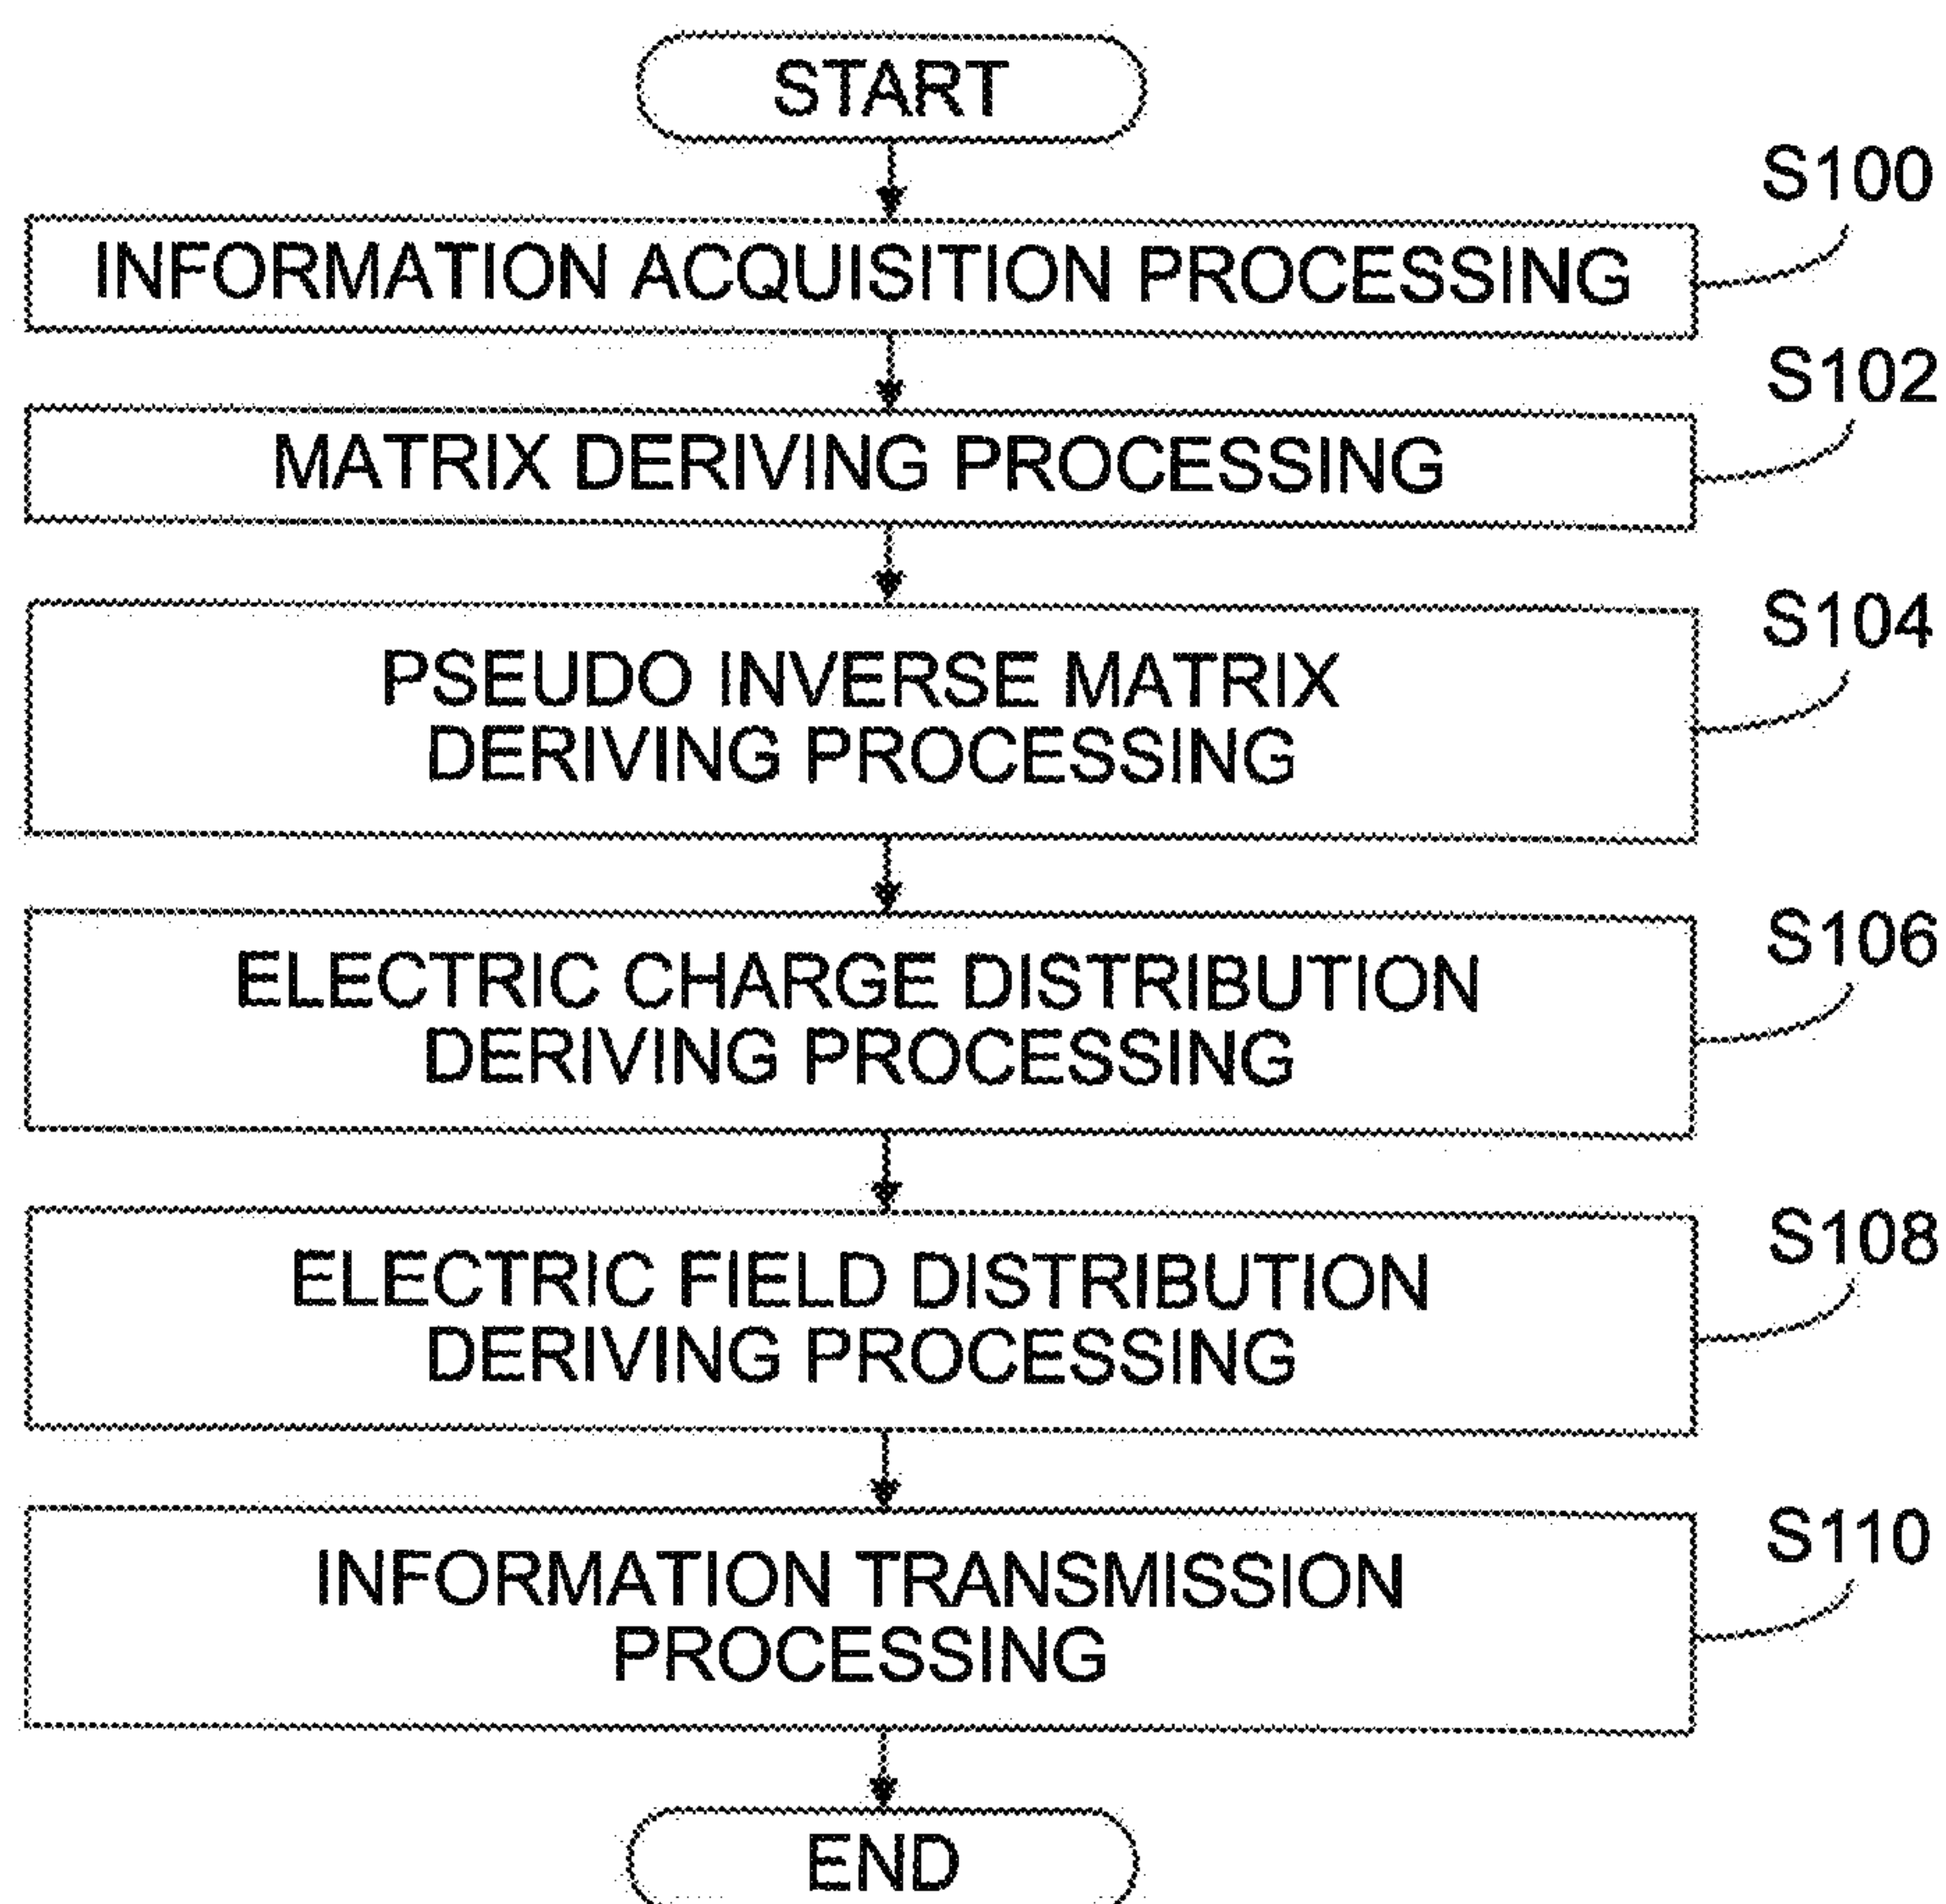 START
S100
INFORMATION ACQUISITION PROCESSING
S102
MATRIX DERIVING PROCESSING
S104
PSEUDO INVERSE MATRIX
DERIVING PROCESSING
S106
ELECTRIC CHARGE DISTRIBUTION
DERIVING PROCESSING
S108
ELECTRIC FIELD DISTRIBUTION
DERIVING PROCESSING
S110
INFORMATION TRANSMISSION
PROCESSING
END